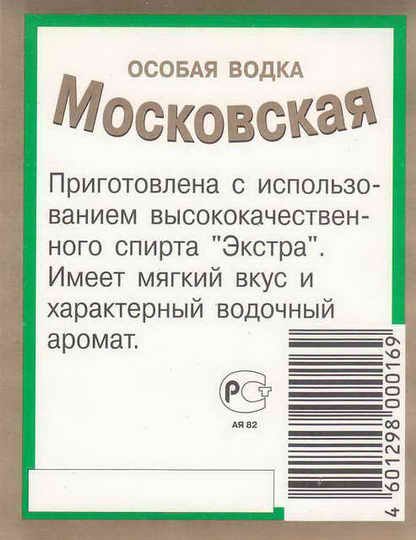 ОСОБАЯ ВОДКА
Московская
Приготовлена с использо-
ванием высококачествен-
ного спирта "Экстра".
Имеет мягкий вкус и
характерный водочный
аромат.
РСТ
АЯ 82
4 601298 000169